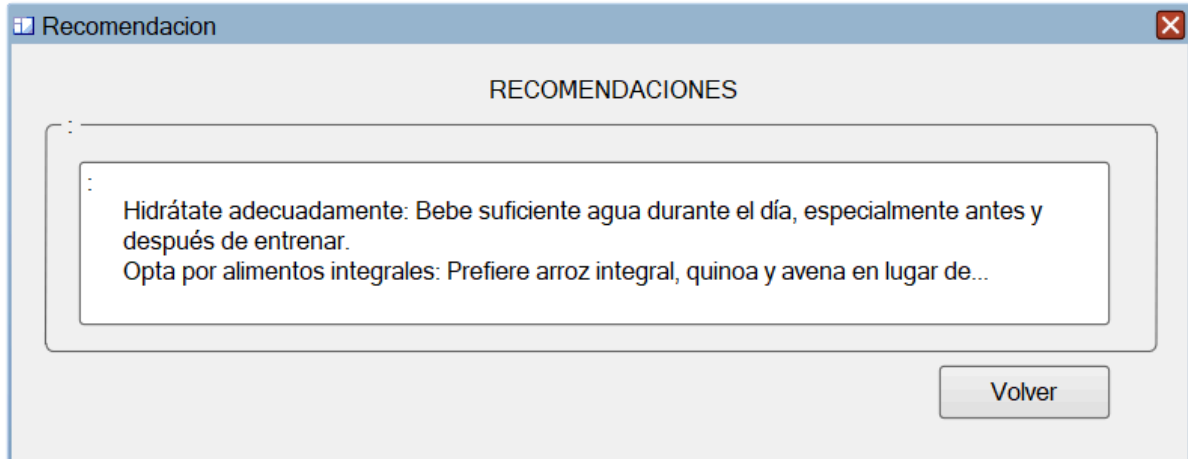 Recomendacion
RECOMENDACIONES
:
:
Hidrátate adecuadamente: Bebe suficiente agua durante el día, especialmente antes y
después de entrenar.
Opta por alimentos integrales: Prefiere arroz integral, quinoa y avena en lugar de...
Volver